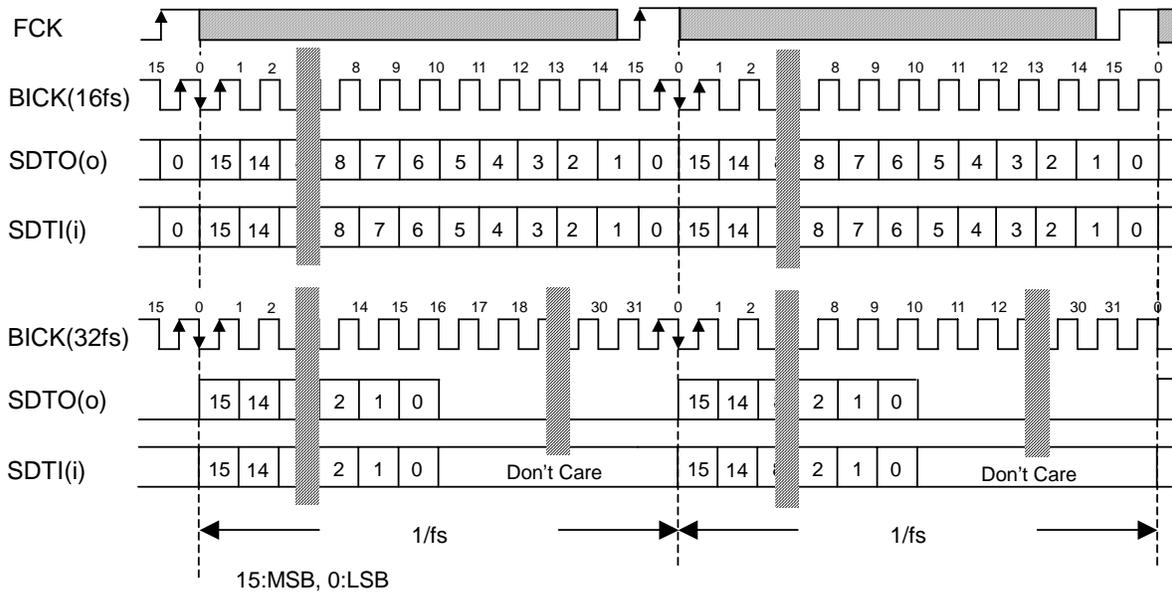 FCK
15 0 1 2 8 9 10 11 12 13 14 15 0 1 2 8 9 10 11 12 13 14 15 0
BICK(16fs)
SDTO(o) 0 15 14 8 7 6 5 4 3 2 1 0 15 14 8 7 6 5 4 3 2 1 0
SDTI(i) 0 15 14 8 7 6 5 4 3 2 1 0 15 14 8 7 6 5 4 3 2 1 0
15 0 1 2 14 15 16 17 18 30 31 0 1 2 8 9 10 11 12 30 31 0
BICK(32fs)
SDTO(o) 15 14 2 1 0 15 14 2 1 0
SDTI(i) 15 14 2 1 0 Don't Care 15 14 2 1 0 Don't Care
1/fs 1/fs
15:MSB, 0:LSB